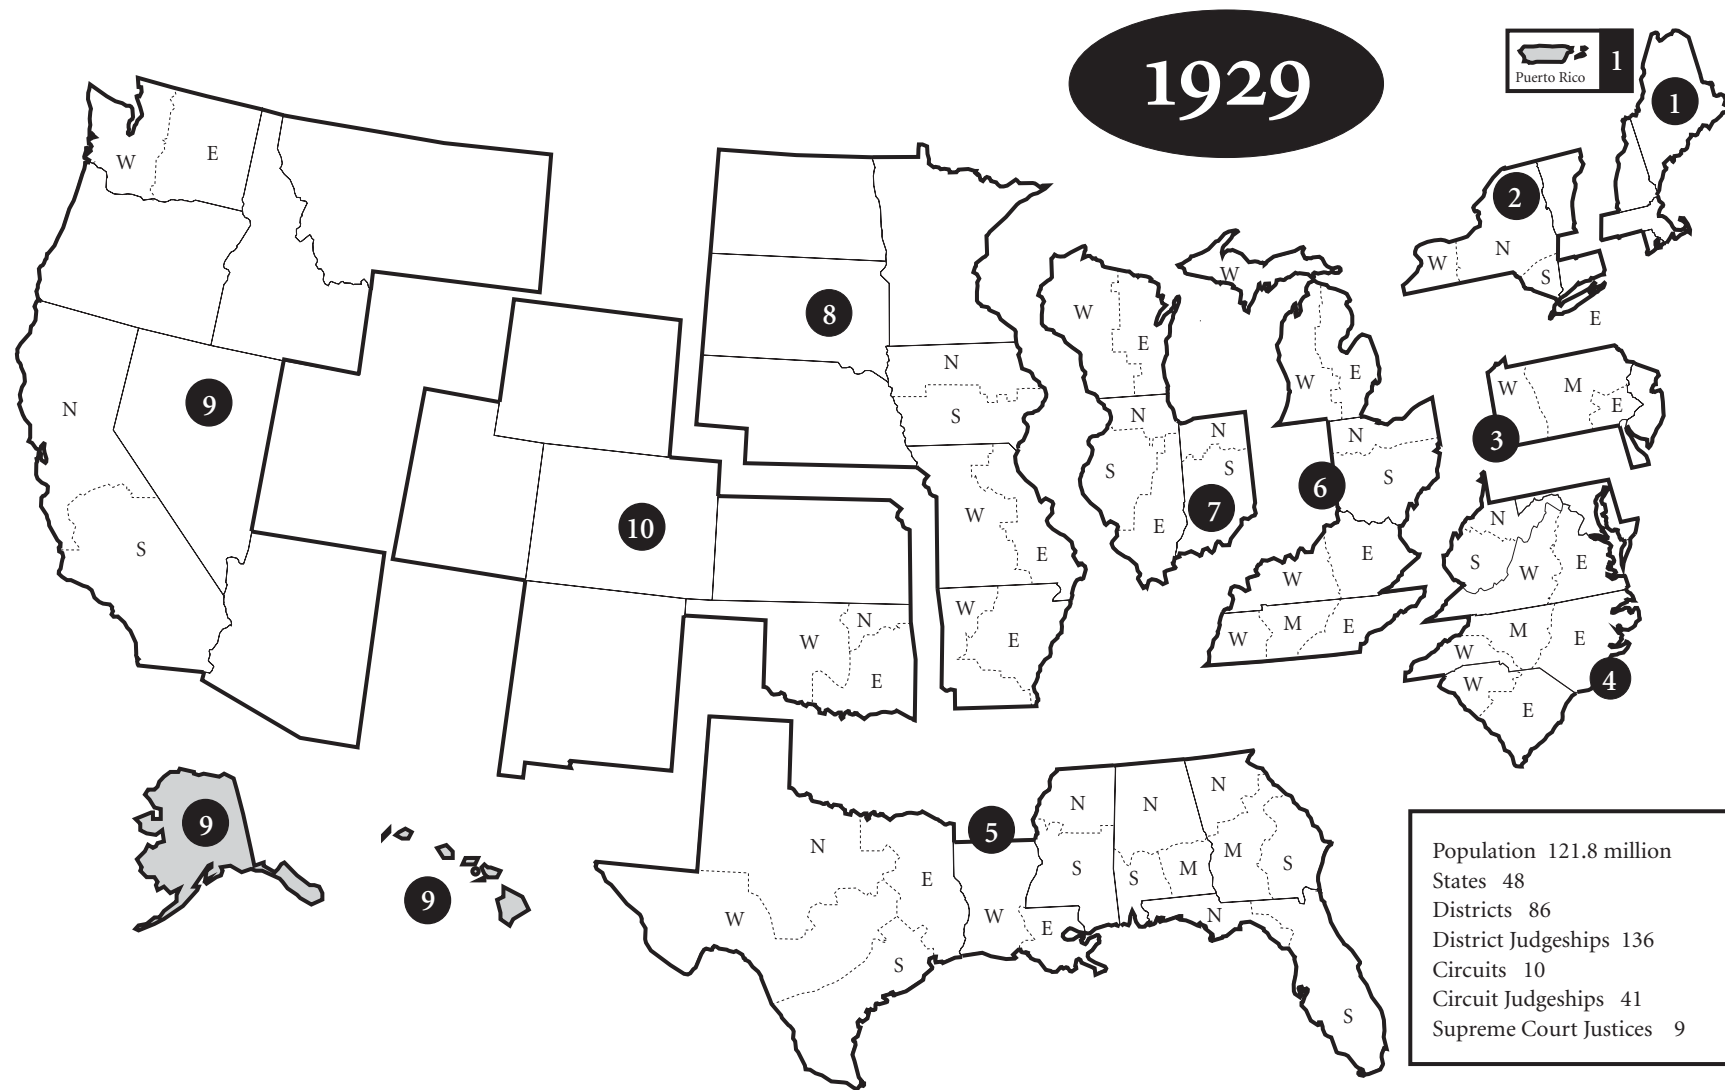 1929
Puerto Rico 1
1
W E
2
W N
S
E
8
W
W
E
W E
N
9
N
S
N
W M
E
3
N
S
N
S
N
S
6
S
7
10
S
W
E
E
N
S W E
W
E
W E
W
M E
W N
E
W
E
W M E
W
M E
W
E
4
5
N
N
N
N
9
9
N
S
E
W
S
W
E
S M
M S
N
S
Population 121.8 million
States 48
Districts 86
District Judgeships 136
Circuits 10
Circuit Judgeships 41
Supreme Court Justices 9